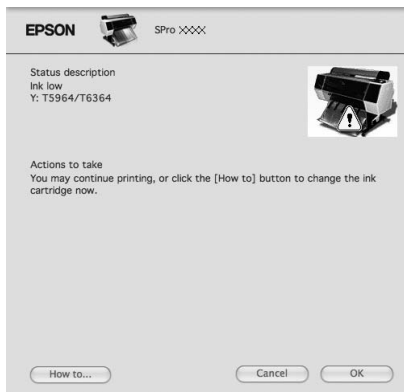 EPSON SPro XXXX
Status description
Ink low
Y: T5964/T6364
Actions to take
You may continue printing, or click the [How to] button to change the ink
cartridge now.
How to... Cancel OK